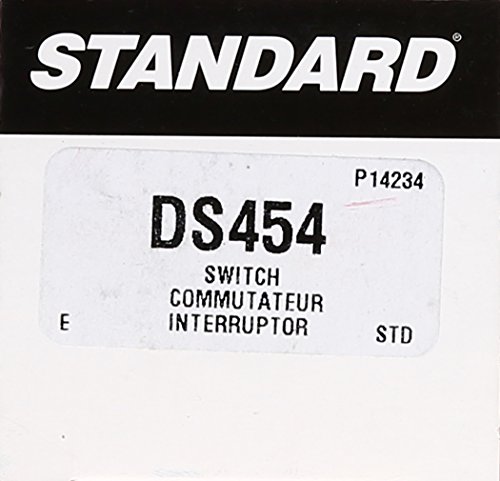 STANDARD®
P14234
DS454
SWITCH
COMMUTATEUR
INTERRUPTOR
E STD